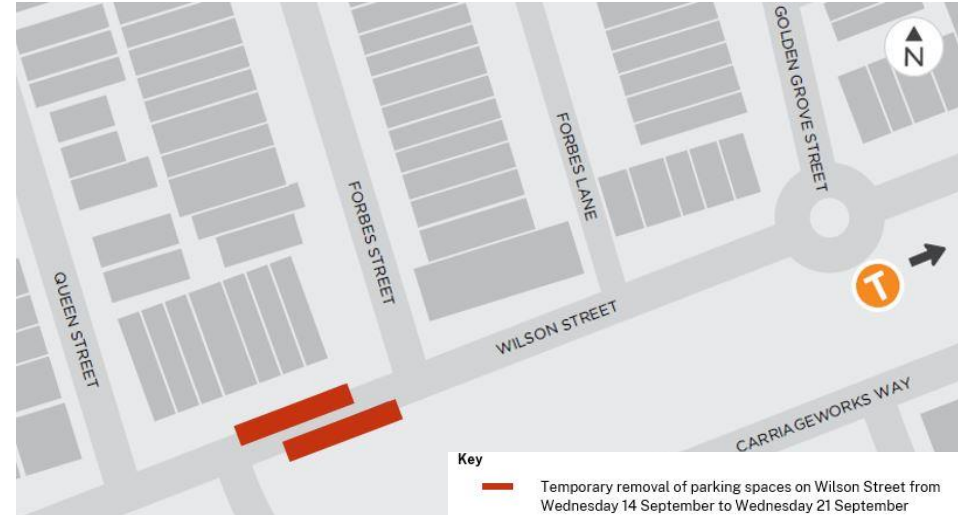 GOLDEN GROVE STREET
N
FORBES LANE
FORBES STREET
QUEEN STREET
T
WILSON STREET
CARRIAGEWORKS WAY
Key
Temporary removal of parking spaces on Wilson Street from
Wednesday 14 September to Wednesday 21 September